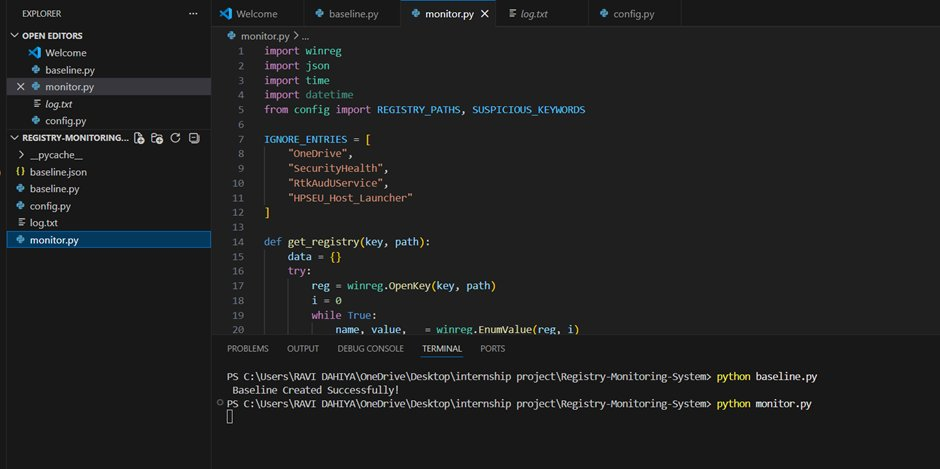 EXPLORER ...
OPEN EDITORS
Welcome
baseline.py
monitor.py
log.txt
config.py
REGISTRY-MONITORING...
__pycache__
baseline.json
baseline.py
config.py
log.txt
monitor.py
Welcome baseline.py monitor.py log.txt config.py
monitor.py > ...
1 import winreg
2 import json
3 import time
4 import datetime
5 from config import REGISTRY_PATHS, SUSPICIOUS_KEYWORDS
6
7 IGNORE_ENTRIES = [
8 "OneDrive",
9 "SecurityHealth",
10 "RtkAudUService",
11 "HPSEU_Host_Launcher"
12 ]
13
14 def get_registry(key, path):
15 data = {}
16 try:
17 reg = winreg.OpenKey(key, path)
18 i = 0
19 while True:
20 name, value, _ = winreg.EnumValue(reg, i)
PROBLEMS OUTPUT DEBUG CONSOLE TERMINAL PORTS
PS C:\Users\RAVI DAHIYA\OneDrive\Desktop\internship project\Registry-Monitoring-System> python baseline.py
Baseline Created Successfully!
PS C:\Users\RAVI DAHIYA\OneDrive\Desktop\internship project\Registry-Monitoring-System> python monitor.py